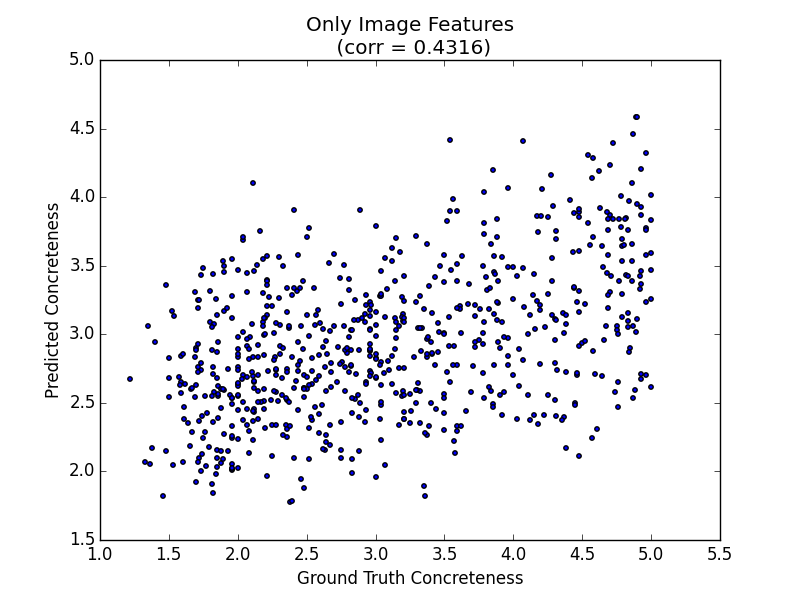 Only Image Features
(corr = 0.4316)
5.0
4.5
4.0
3.5
3.0
2.5
2.0
1.5
Predicted Concreteness
1.0 1.5 2.0 2.5 3.0 3.5 4.0 4.5 5.0 5.5
Ground Truth Concreteness